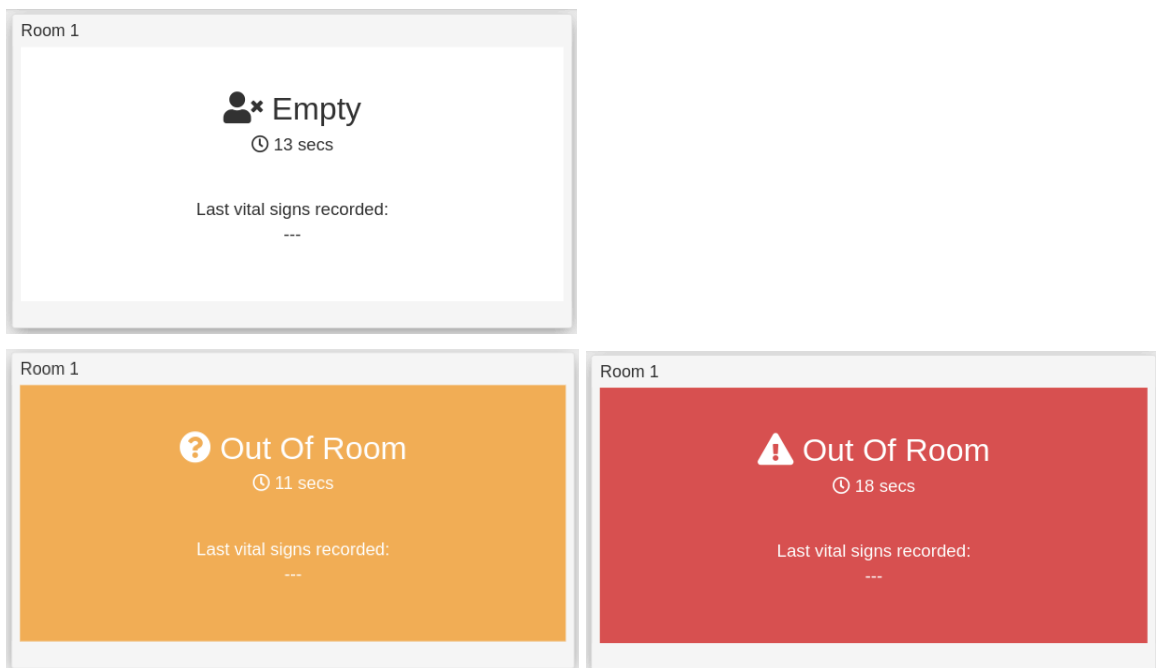 Room 1
Empty
13 secs
Last vital signs recorded:
---
Room 1
Out Of Room
11 secs
Last vital signs recorded:
---
Room 1
Out Of Room
18 secs
Last vital signs recorded:
---